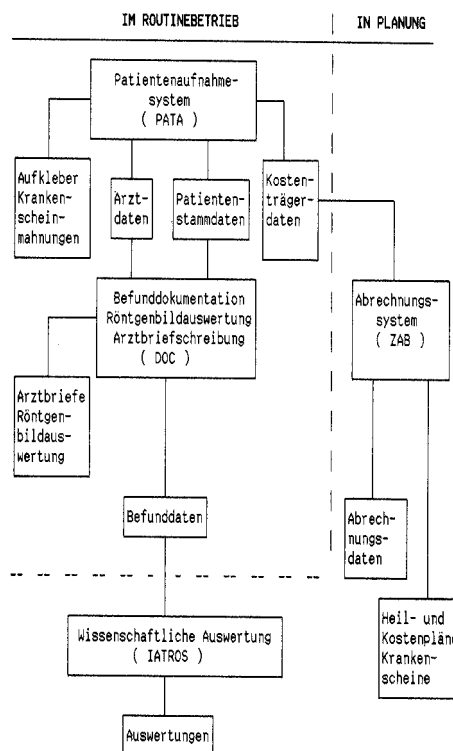 IM ROUTINEBETRIEB
IN PLANUNG
Patientenaufnahme-
system
( PATA )
Aufkleber
Kranken-
schein-
mahnungen
Arzt-
daten
Patienten-
stammdaten
Kosten-
träger-
daten
Befunddokumentation
Röntgenbildauswertung
Arztbriefschreibung
( DOC )
Abrechnungs-
system
( ZAB )
Arztbriefe
Röntgen-
bildaus-
wertung
Befunddaten
Abrech-
nungs-
daten
Wissenschaftliche Auswertung
( IATROS )
Heil- und
Kostenpläne
Kranken-
scheine
Auswertungen